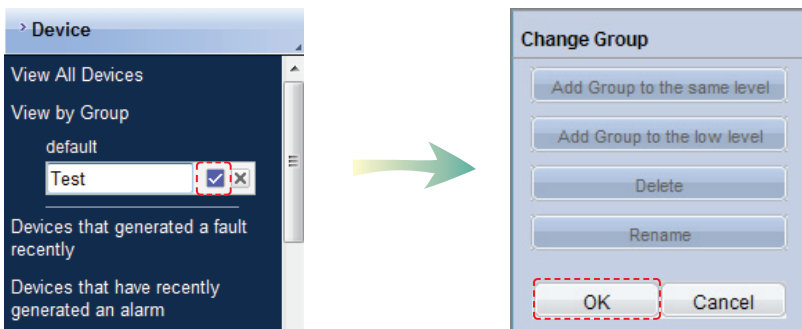 Device
View All Devices
View by Group
default
Test
Devices that generated a fault
recently
Devices that have recently
generated an alarm
Change Group
Add Group to the same level
Add Group to the low level
Delete
Rename
OK
Cancel